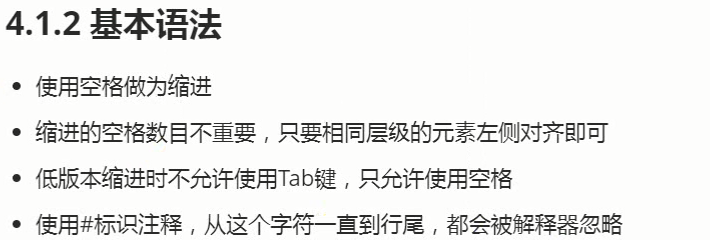 4.1.2 基本语法
• 使用空格做为缩进
• 缩进的空格数目不重要，只要相同层级的元素左侧对齐即可
• 低版本缩进时不允许使用Tab键，只允许使用空格
• 使用#标识注释，从这个字符一直到行尾，都会被解释器忽略